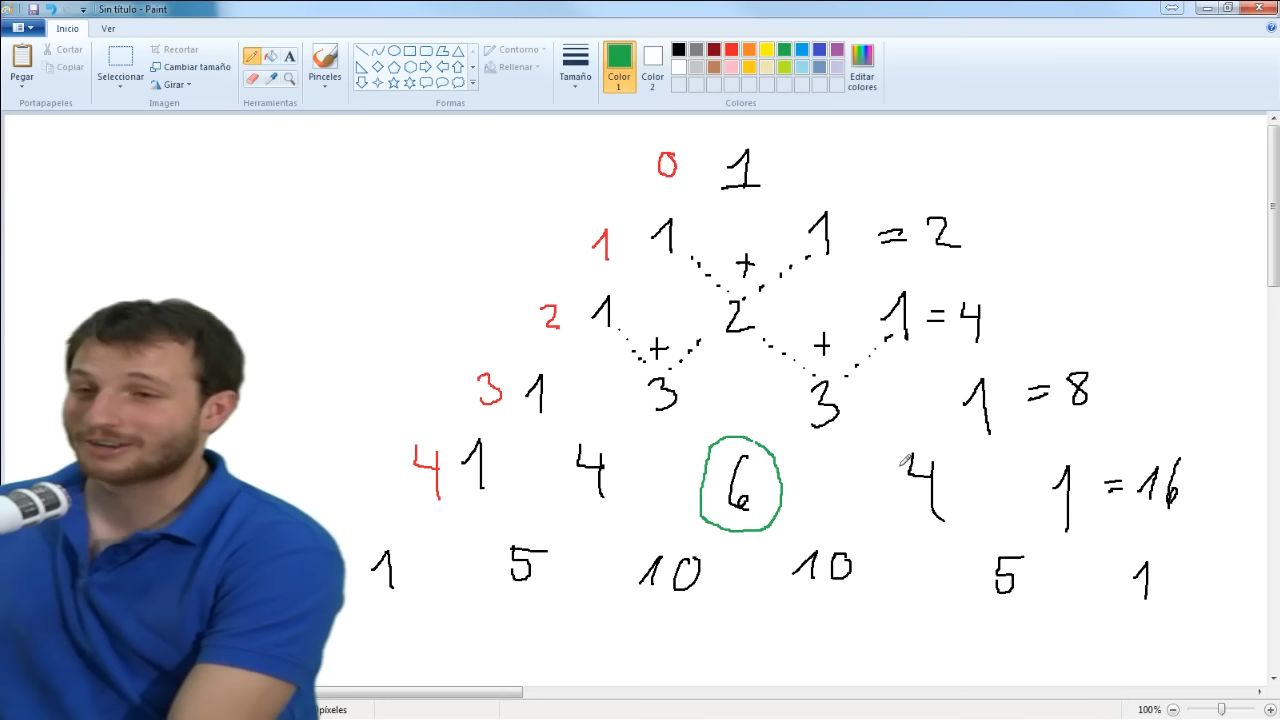 Sin título - Paint
Inicio Ver
Pegar
Cortar
Copiar
Portapapeles
Seleccionar
Recortar
Cambiar tamaño
Girar
Imagen
A
Herramientas
Pinceles
Contorno
Rellenar
Formas
Tamaño
Color 1
Color 2
Editar colores
Colores
0 1
1 1 1 = 2
+
2 1 2 1 = 4
+ +
3 1 3 3 1 = 8
4 1 4 6 4 1 = 16
1 5 10 10 5 1
píxeles
100%